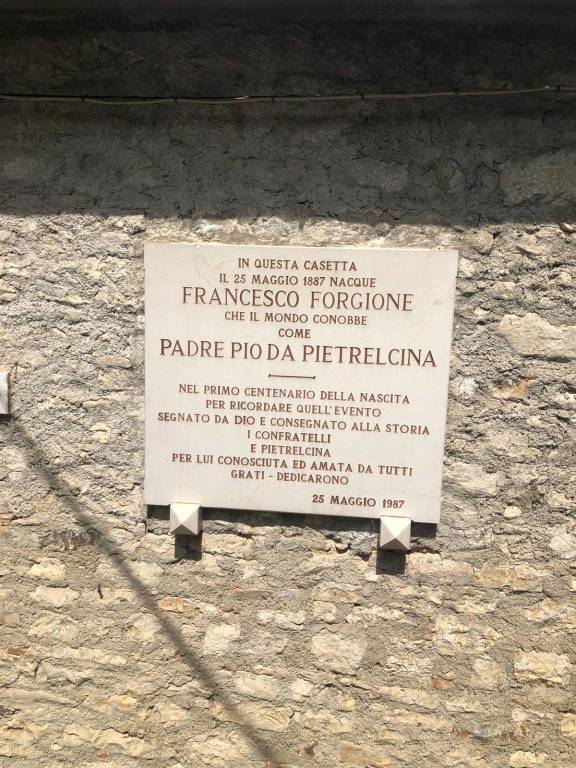 IN QUESTA CASETTA
IL 25 MAGGIO 1887 NACQUE
FRANCESCO FORGIONE
CHE IL MONDO CONOBBE
COME
PADRE PIO DA PIETRELCINA
NEL PRIMO CENTENARIO DELLA NASCITA
PER RICORDARE QUELL'EVENTO
SEGNATO DA DIO E CONSEGNATO ALLA STORIA
I CONFRATELLI
E PIETRELCINA
PER LUI CONOSCIUTA ED AMATA DA TUTTI
GRATI - DEDICARONO
25 MAGGIO 1987